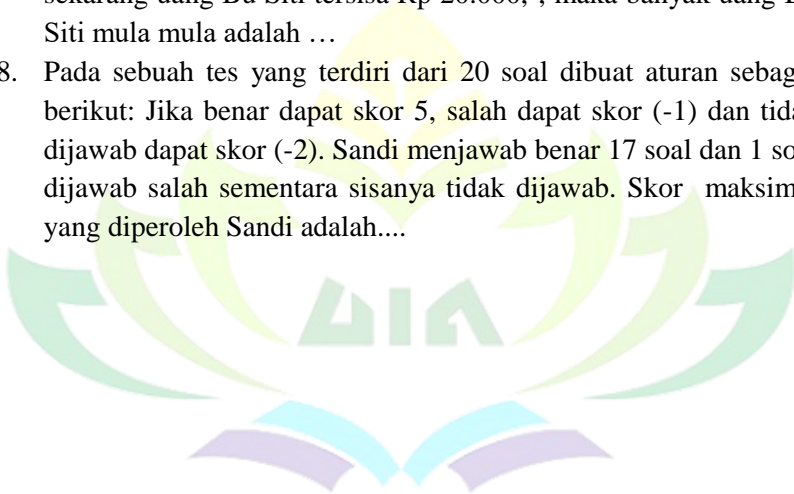 Siti mula mula adalah …
8. Pada sebuah tes yang terdiri dari 20 soal dibuat aturan sebag
berikut: Jika benar dapat skor 5, salah dapat skor (-1) dan tida
dijawab dapat skor (-2). Sandi menjawab benar 17 soal dan 1 so
dijawab salah sementara sisanya tidak dijawab. Skor maksim
yang diperoleh Sandi adalah....
UIN